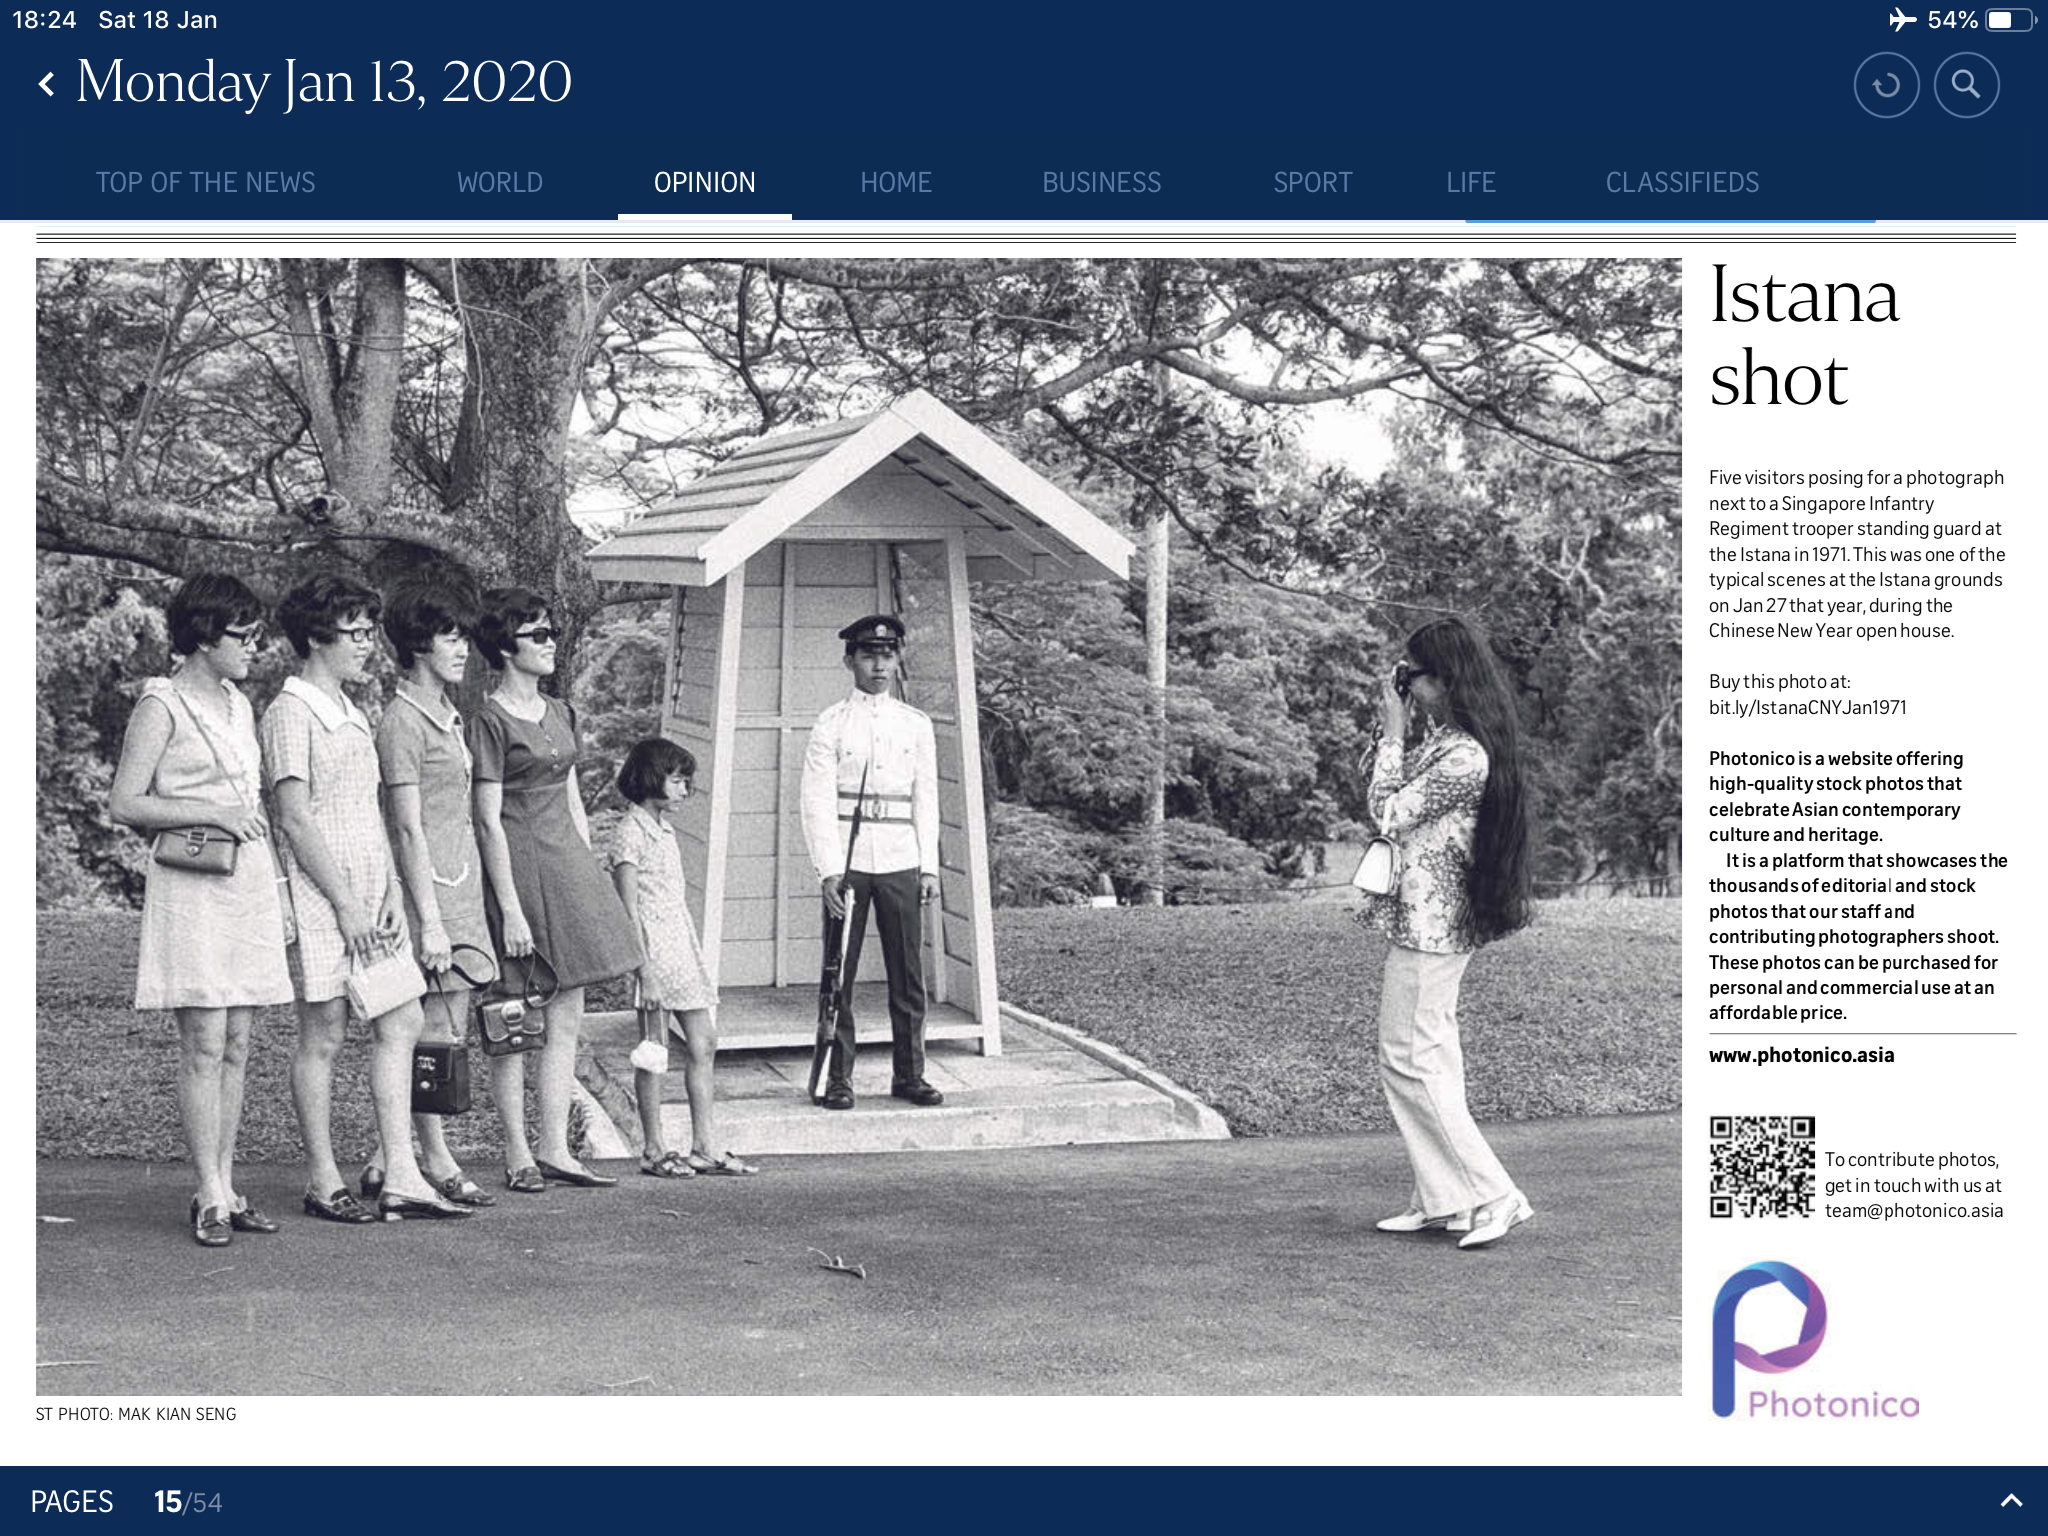 18:24 Sat 18 Jan
54%
Monday Jan 13, 2020
TOP OF THE NEWS
WORLD
OPINION
HOME
BUSINESS
SPORT
LIFE
CLASSIFIEDS
Istana
shot
Five visitors posing for a photograph
next to a Singapore Infantry
Regiment trooper standing guard at
the Istana in 1971. This was one of the
typical scenes at the Istana grounds
on Jan 27 that year, during the
Chinese New Year open house.
Buy this photo at:
bit.ly/IstanaCNYJan1971
Photonico is a website offering
high-quality stock photos that
celebrate Asian contemporary
culture and heritage.
It is a platform that showcases the
thousands of editorial and stock
photos that our staff and
contributing photographers shoot.
These photos can be purchased for
personal and commercial use at an
affordable price.
www.photonico.asia
To contribute photos,
get in touch with us at
team@photonico.asia
Photonico
ST PHOTO: MAK KIAN SENG
PAGES 15/54